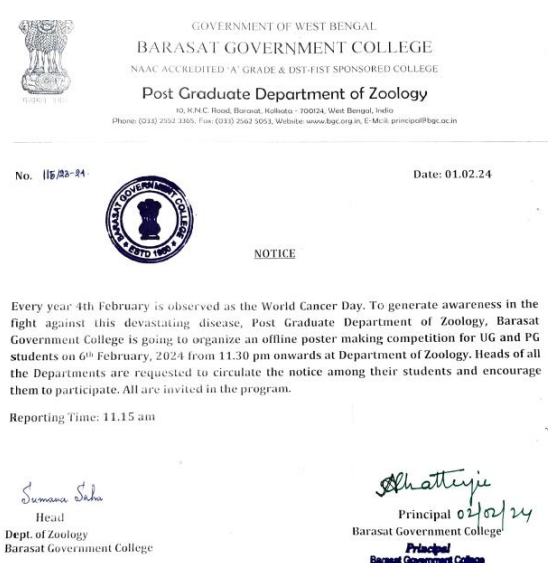 GOVERNMENT OF WEST BENGAL
BARASAT GOVERNMENT COLLEGE
NAAC ACCREDITED 'A' GRADE & DST-FIST SPONSORED COLLEGE
Post Graduate Department of Zoology
10, K.N.C. Road, Barasat, Kolkata - 700124, West Bengal, India
Phone: (033) 2552 3365, Fax: (033) 2562 5053, Website: www.bgc.org.in, E-Mail: principal@bgc.ac.in
No. 115/23-24.
Date: 01.02.24
BARASAT GOVERNMENT COLLEGE
ESTD 1950
NOTICE
Every year 4th February is observed as the World Cancer Day. To generate awareness in the
fight against this devastating disease, Post Graduate Department of Zoology, Barasat
Government College is going to organize an offline poster making competition for UG and PG
students on 6th February, 2024 from 11.30 pm onwards at Department of Zoology. Heads of all
the Departments are requested to circulate the notice among their students and encourage
them to participate. All are invited in the program.
Reporting Time: 11.15 am
Sumana Saha
Head
Dept. of Zoology
Barasat Government College
AChatterjee
Principal 02/02/24
Barasat Government College
Principal
Barasat Government College